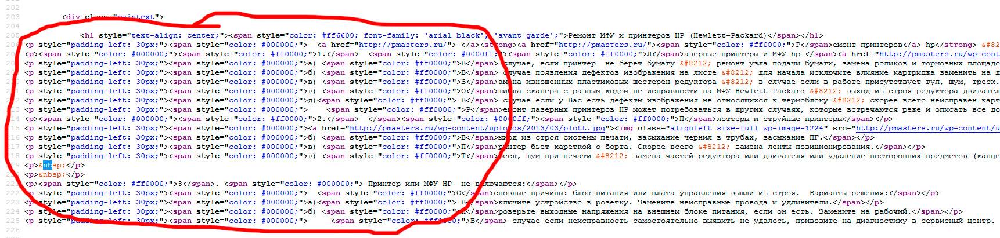 202
203 <div class="maintext">
204
205 <h1 style="text-align: center;"><span style="color: #ff6600; font-family: 'arial black', 'avant garde';">Ремонт МФУ и принтеров HP (Hewlett-Packard)</span></h1>
206 <p style="padding-left: 30px;"><span style="color: #000000;">  <a href="http://pmasters.ru/"> </a><strong><a href="http://pmasters.ru/"><span style="color: #ff0000;">Р</span>емонт принтеров</a> hp</strong> &#82
<p><span style="color: #000000;"><span style="color: #ff0000;">1.</span>  <span style="color: #0000ff;"><span style="color: #ff0000;">Л</span>азерные принтеры и МФУ hp </span><a href="http://pmasters.ru/wp-cont
<p style="padding-left: 30px;"><span style="color: #000000;">а) <span style="color: #ff0000;">В</span> случае, если принтер  не берет бумагу &#8212; ремонт узла подачи бумаги, замена роликов и тормозных площадо
<p style="padding-left: 30px;"><span style="color: #000000;">б) <span style="color: #ff0000;">В</span> случае появления дефектов изображения на листе &#8212; для начала исключите влияние картриджа заменить на д
<p style="padding-left: 30px;"><span style="color: #000000;">в) <span style="color: #ff0000;">З</span>амена изношенных пластиковых шестерен редуктора &#8212; в случае если в работе присутствует гул, шум, треск.
<p style="padding-left: 30px;"><span style="color: #000000;">г) <span style="color: #ff0000;">О</span>шибка сканера с разным кодом не исправности на МФУ Hewlett-Packard &#8212; выход из строя редуктора двигател
<p style="padding-left: 30px;"><span style="color: #000000;">д)<span style="color: #ff0000;"> В</span> случае если у Вас есть дефекты изображения не относящихся к термоблоку &#8212; скорее всего неисправен карт
<p style="padding-left: 30px;"><span style="color: #000000;">    <span style="color: #ff0000;">Р</span>емонт лазерных принтеров HP может потребоваться в других случаях, которые встречаются реже и описать все до
<p><span style="color: #000000;"><span style="color: #ff0000;">2.</span>  </span><span style="color: #0000ff;"><span style="color: #ff0000;">П</span>лоттеры и струйные принтеры</span></p>
<p style="padding-left: 30px;"><span style="color: #000000;"><a href="http://pmasters.ru/wp-content/uploads/2013/03/plott.jpg"><img class="alignleft size-full wp-image-1224" src="http://pmasters.ru/wp-content/u
<p style="padding-left: 30px;"><span style="color: #000000;">б) <span style="color: #ff0000;">В</span>ыход из строя системы печати, засыхание чернил в трубах, засыхание ПГ.</span></p>
<p style="padding-left: 30px;"><span style="color: #000000;">в) <span style="color: #ff0000;">П</span>ринтер бьет кареткой о борта. Скорее всего &#8212; замена ленты позиционирования.</span></p>
<p style="padding-left: 30px;"><span style="color: #000000;">г) <span style="color: #ff0000;">Т</span>реск, шум при печати &#8212; замена частей редуктора или двигателя или удаление посторонних предметов (канце
<p>&nbsp;</p>
<p>&nbsp;</p>
<p><span style="color: #ff0000;">3</span>. <span style="color: #000000;"> Принтер или МФУ HP  не включаются:</span></p>
222 <p style="padding-left: 30px;"><span style="color: #000000;">  <span style="color: #ff0000;">О</span>сновные причины: блок питания или плата управления вышли из строя.  Варианты решения:</span></p>
223 <p style="padding-left: 30px;"><span style="color: #000000;">а)<span style="color: #ff0000;"> В</span>ключите устройство в розетку. Замените неисправные провода и удлинители.</span></p>
224 <p style="padding-left: 30px;"><span style="color: #000000;">б) <span style="color: #ff0000;">П</span>роверьте выходные напряжения на внешнем блоке питания, если он есть. Замените на рабочий.</span></p>
225 <p style="padding-left: 30px;"><span style="color: #000000;">     <span style="color: #ff0000;">В</span> случае если неисправность самостоятельно выявить не удалось, привозите на диагностику в сервисный центр.
226